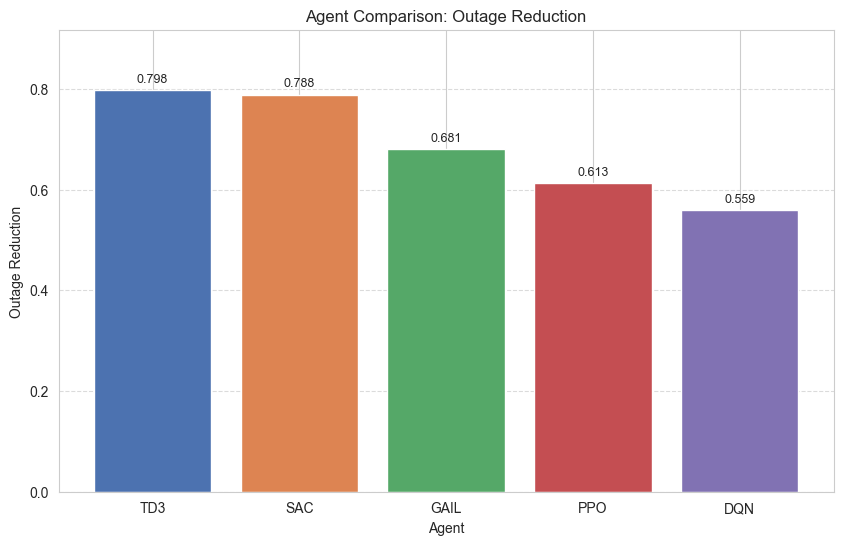 Agent Comparison: Outage Reduction
Outage Reduction
0.8
0.6
0.4
0.2
0.0
0.798
0.788
0.681
0.613
0.559
TD3 SAC GAIL PPO DQN
Agent